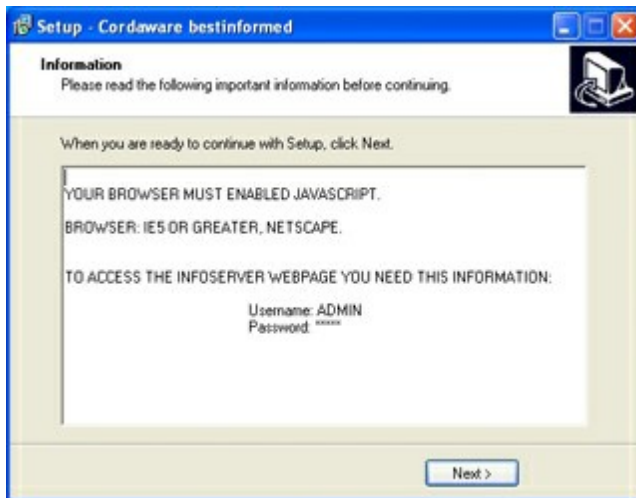 Setup - Cordaware bestinformed
Information
Please read the following important information before continuing.
When you are ready to continue with Setup, click Next.
YOUR BROWSER MUST ENABLED JAVASCRIPT.
BROWSER: IE5 OR GREATER, NETSCAPE.
TO ACCESS THE INFOSERVER WEBPAGE YOU NEED THIS INFORMATION:
Username: ADMIN
Password: *****
Next >